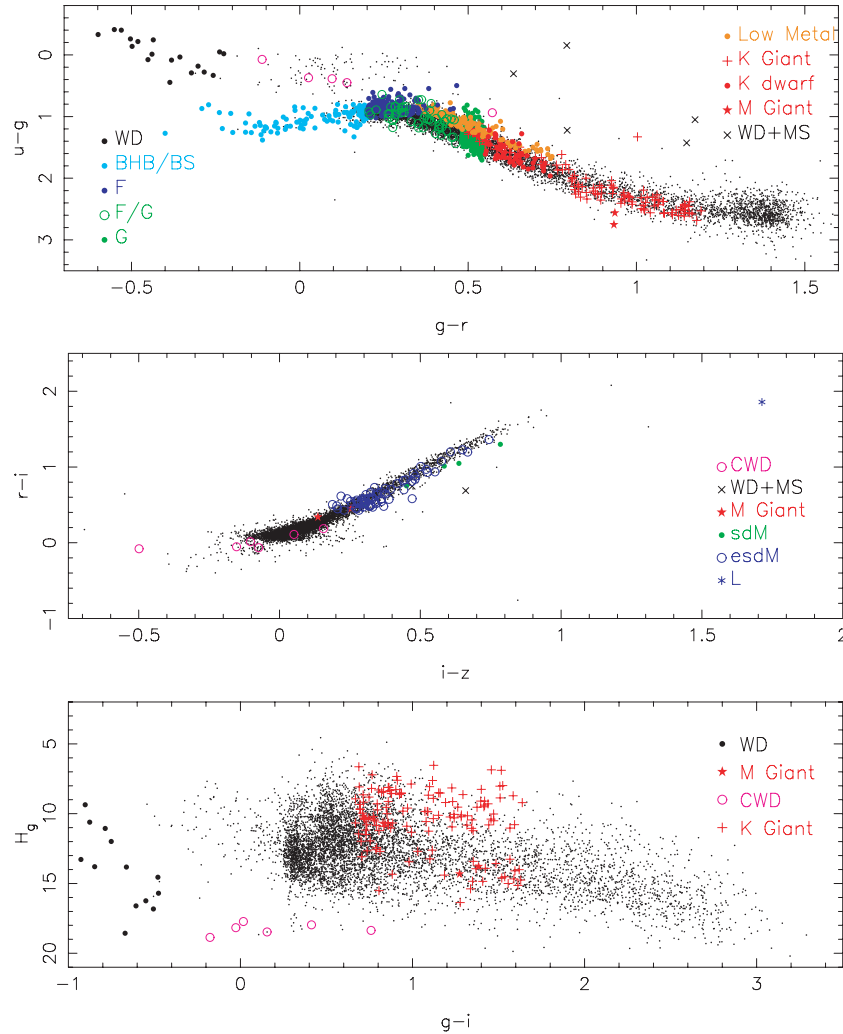 0
1
2
3
u-g
WD
BHB/BS
F
F/G
G
Low Metal
K Giant
K dwarf
M Giant
WD+MS
-0.5
0
0.5
1
1.5
g-r
2
1
0
-1
r-i
CWD
WD+MS
M Giant
sdM
esdM
L
-0.5
0
0.5
1
1.5
2
i-z
5
10
15
20
Hg
WD
M Giant
CWD
K Giant
-1
0
1
2
3
g-i